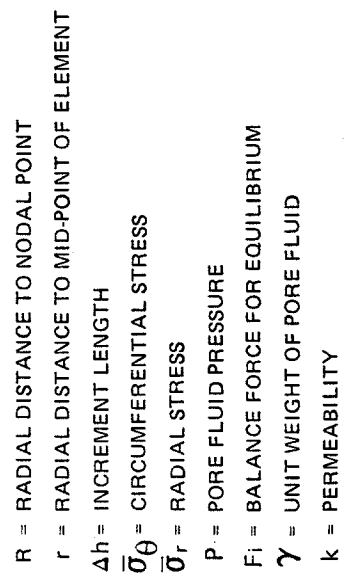 R = RADIAL DISTANCE TO NODAL POINT
r = RADIAL DISTANCE TO MID-POINT OF ELEMENT
Δh = INCREMENT LENGTH
σ̅θ = CIRCUMFERENTIAL STRESS
σ̅r = RADIAL STRESS
P = PORE FLUID PRESSURE
Fi = BALANCE FORCE FOR EQUILIBRIUM
γ = UNIT WEIGHT OF PORE FLUID
k = PERMEABILITY